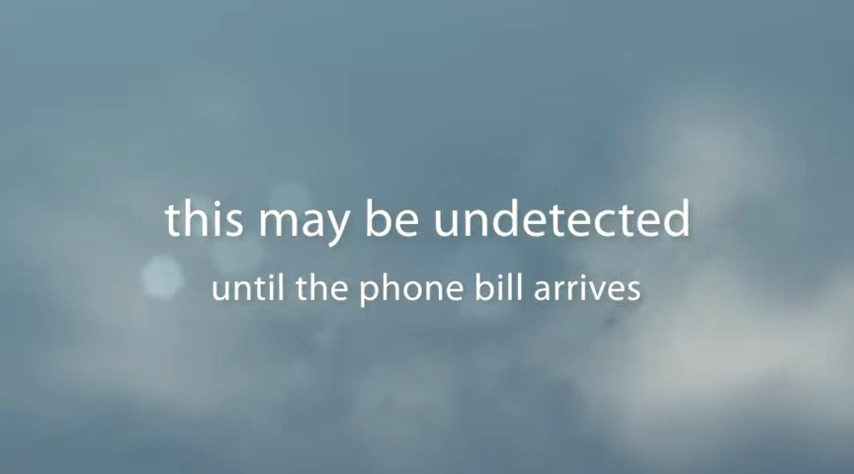 this may be undetected
until the phone bill arrives